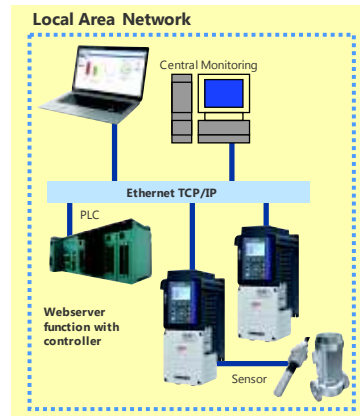 Local Area Network
Central Monitoring
Ethernet TCP/IP
PLC
Webserver
function with
controller
Sensor